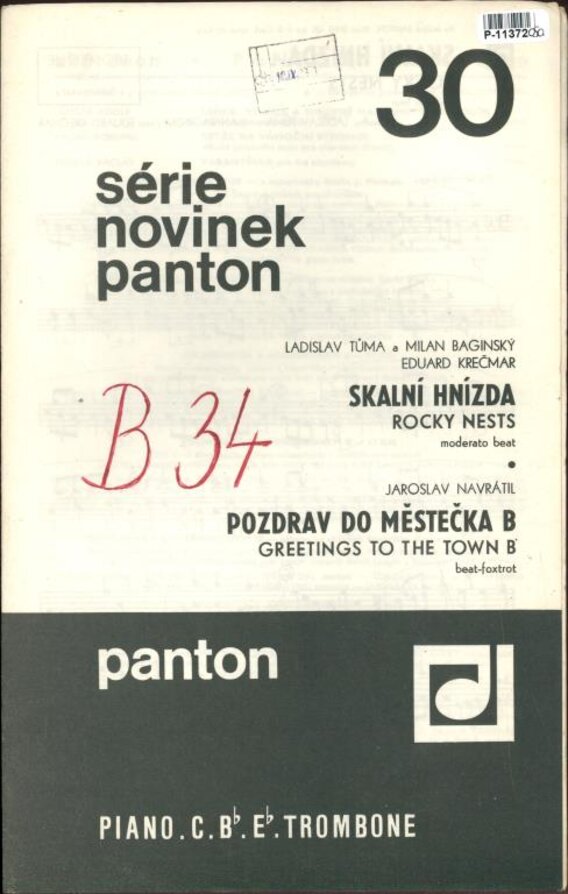 P-1137200
30
série
novinek
panton
LADISLAV TŮMA a MILAN BAGINSKÝ
EDUARD KREČMAR
SKALNÍ HNÍZDA
ROCKY NESTS
moderato beat
B 34
JAROSLAV NAVRÁTIL
POZDRAV DO MĚSTEČKA B
GREETINGS TO THE TOWN B
beat-foxtrot
panton
PIANO.C.B♭.E♭.TROMBONE